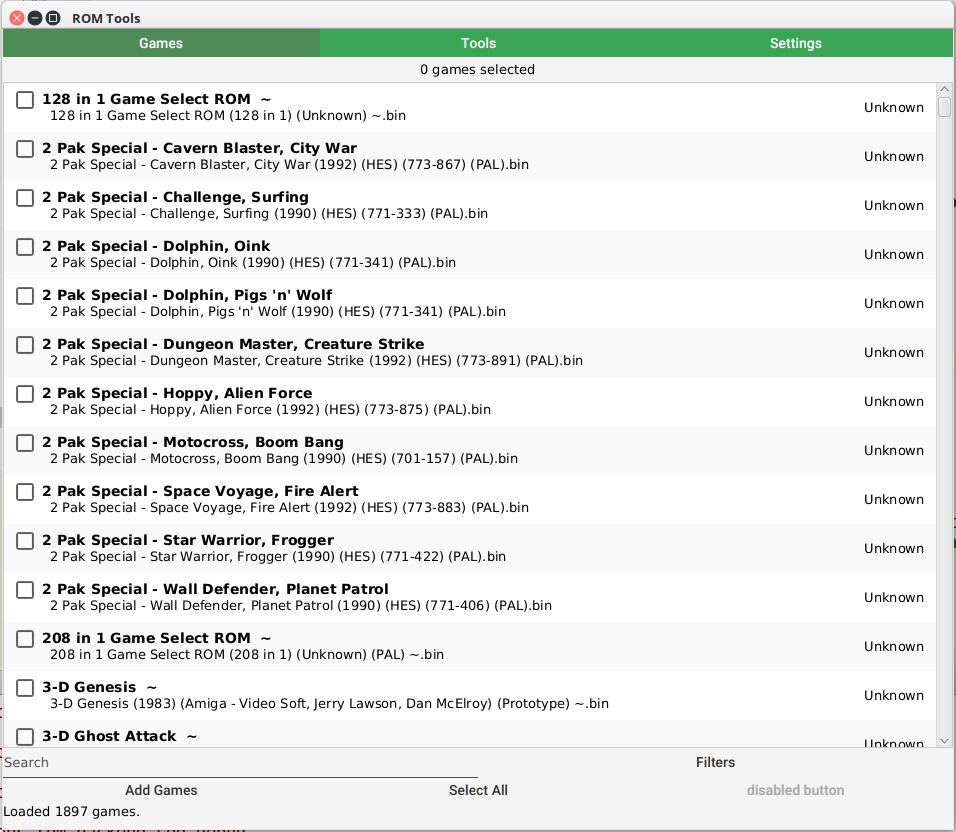 ROM Tools
Games Tools Settings
0 games selected
128 in 1 Game Select ROM ~
128 in 1 Game Select ROM (128 in 1) (Unknown) ~.bin
Unknown
2 Pak Special - Cavern Blaster, City War
2 Pak Special - Cavern Blaster, City War (1992) (HES) (773-867) (PAL).bin
Unknown
2 Pak Special - Challenge, Surfing
2 Pak Special - Challenge, Surfing (1990) (HES) (771-333) (PAL).bin
Unknown
2 Pak Special - Dolphin, Oink
2 Pak Special - Dolphin, Oink (1990) (HES) (771-341) (PAL).bin
Unknown
2 Pak Special - Dolphin, Pigs 'n' Wolf
2 Pak Special - Dolphin, Pigs 'n' Wolf (1990) (HES) (771-341) (PAL).bin
Unknown
2 Pak Special - Dungeon Master, Creature Strike
2 Pak Special - Dungeon Master, Creature Strike (1992) (HES) (773-891) (PAL).bin
Unknown
2 Pak Special - Hoppy, Alien Force
2 Pak Special - Hoppy, Alien Force (1992) (HES) (773-875) (PAL).bin
Unknown
2 Pak Special - Motocross, Boom Bang
2 Pak Special - Motocross, Boom Bang (1990) (HES) (701-157) (PAL).bin
Unknown
2 Pak Special - Space Voyage, Fire Alert
2 Pak Special - Space Voyage, Fire Alert (1992) (HES) (773-883) (PAL).bin
Unknown
2 Pak Special - Star Warrior, Frogger
2 Pak Special - Star Warrior, Frogger (1990) (HES) (771-422) (PAL).bin
Unknown
2 Pak Special - Wall Defender, Planet Patrol
2 Pak Special - Wall Defender, Planet Patrol (1990) (HES) (771-406) (PAL).bin
Unknown
208 in 1 Game Select ROM ~
208 in 1 Game Select ROM (208 in 1) (Unknown) (PAL) ~.bin
Unknown
3-D Genesis ~
3-D Genesis (1983) (Amiga - Video Soft, Jerry Lawson, Dan McElroy) (Prototype) ~.bin
Unknown
3-D Ghost Attack ~
Unknown
Search Filters
Add Games Select All disabled button
Loaded 1897 games.